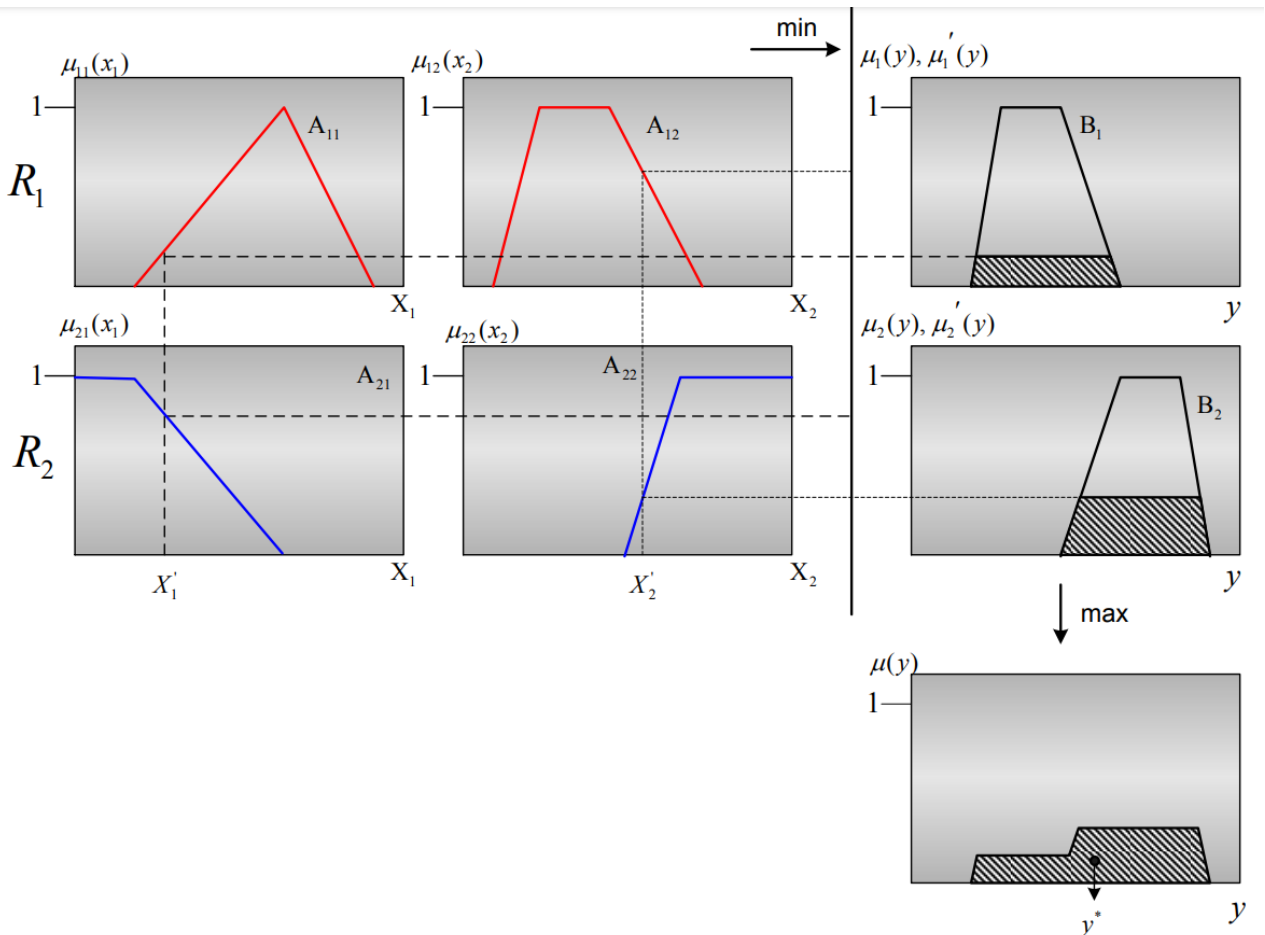 min
μ₁₁(x₁) μ₁₂(x₂) μ₁(y), μ₁′(y)
1 1 1
A₁₁ A₁₂ B₁
R₁
X₁ X₂ y
μ₂₁(x₁) μ₂₂(x₂) μ₂(y), μ₂′(y)
1 1 1
A₂₁ A₂₂ B₂
R₂
X₁ X₂ y
X₁′ X₂′
max
μ(y)
1
y
y*